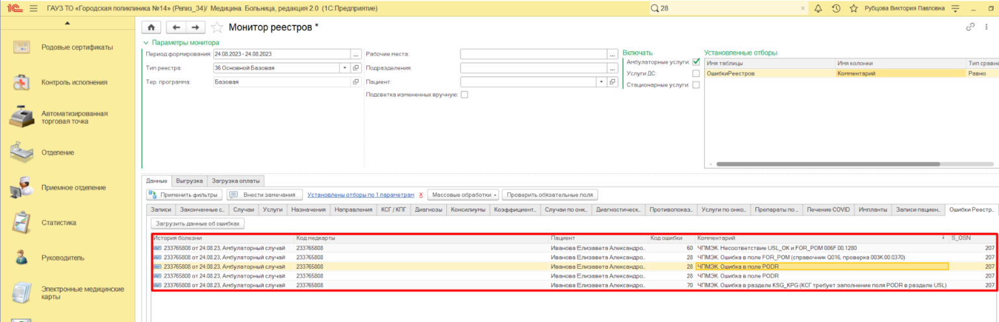 1С ГАУЗ ТО «Городская поликлиника №14» (Релиз_34)/ Медицина. Больница, редакция 2.0 (1С:Предприятие) 28 × Рубцова Виктория Павловна
Родовые сертификаты
Контроль исполнения
Автоматизированная
торговая точка
Отделение
Приемное отделение
Статистика
Руководитель
Электронные медицинские
карты
Монитор реестров *
Параметры монитора
Период формирования: 24.08.2023 - 24.08.2023 ... Рабочие места: ... Включать Установленные отборы
Тип реестра: 36 Основной Базовая Подразделения: ... Амбулаторные услуги: Имя таблицы Имя колонки Тип сравне
Тер. программа: Базовая Пациент: Услуги ДС: ОшибкиРеестров Комментарий Равно
Стационарные услуги:
Подсветка измененных вручную:
Данные Выгрузка Загрузка оплаты
Применить фильтры Внести замечания Установлены отборы по 1 параметрам X Массовые обработки Проверить обязательные поля
Записи Законченные с... Случаи Услуги Назначения Направления КСГ / КПГ Диагнозы Консилиумы Коэффициент... Случаи по онк... Диагностическ... Противопоказ... Услуги по онко... Препараты по ... Лечение COVID Импланты Записи пациен... Ошибки Реестр...
Загрузить данные об ошибках
История болезни Код медкарты Пациент Код ошибки Комментарий ↓ S_OSN
233765808 от 24.08.23, Амбулаторный случай 233765808 Иванова Елизавета Александро... 60 ЧПМЭК. Несоответствие USL_OK и FOR_POM 006F.00.1280 207
233765808 от 24.08.23, Амбулаторный случай 233765808 Иванова Елизавета Александро... 28 ЧПМЭК. Ошибка в поле FOR_POM (справочник Q016, проверка 003K.00.0370) 207
233765808 от 24.08.23, Амбулаторный случай 233765808 Иванова Елизавета Александро... 28 ЧПМЭК. Ошибка в поле PODR 207
233765808 от 24.08.23, Амбулаторный случай 233765808 Иванова Елизавета Александро... 28 ЧПМЭК. Ошибка в поле PODR 207
233765808 от 24.08.23, Амбулаторный случай 233765808 Иванова Елизавета Александро... 70 ЧПМЭК. Ошибка в разделе KSG_KPG (КСГ требует заполнение поля PODR в разделе USL) 207